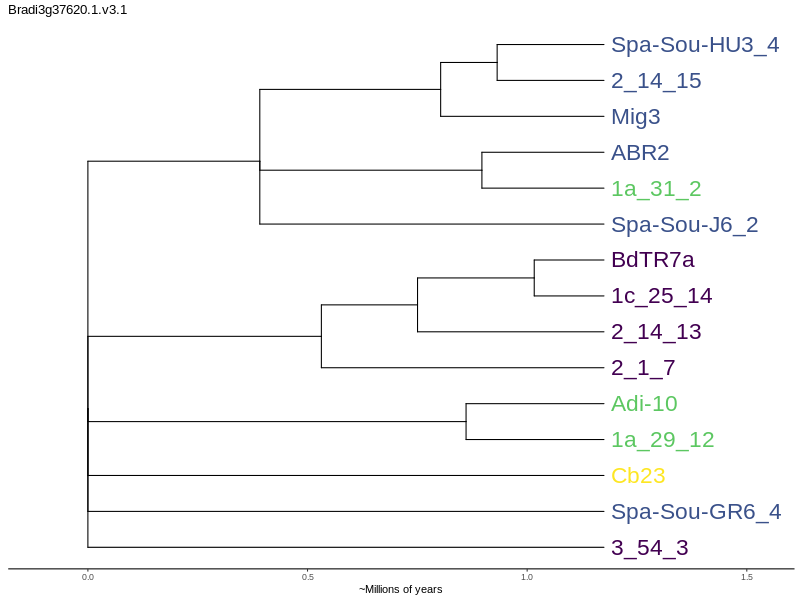 Bradi3g37620.1.v3.1
Spa-Sou-HU3_4
2_14_15
Mig3
ABR2
1a_31_2
Spa-Sou-J6_2
BdTR7a
1c_25_14
2_14_13
2_1_7
Adi-10
1a_29_12
Cb23
Spa-Sou-GR6_4
3_54_3
0.0 0.5 1.0 1.5
~Millions of years